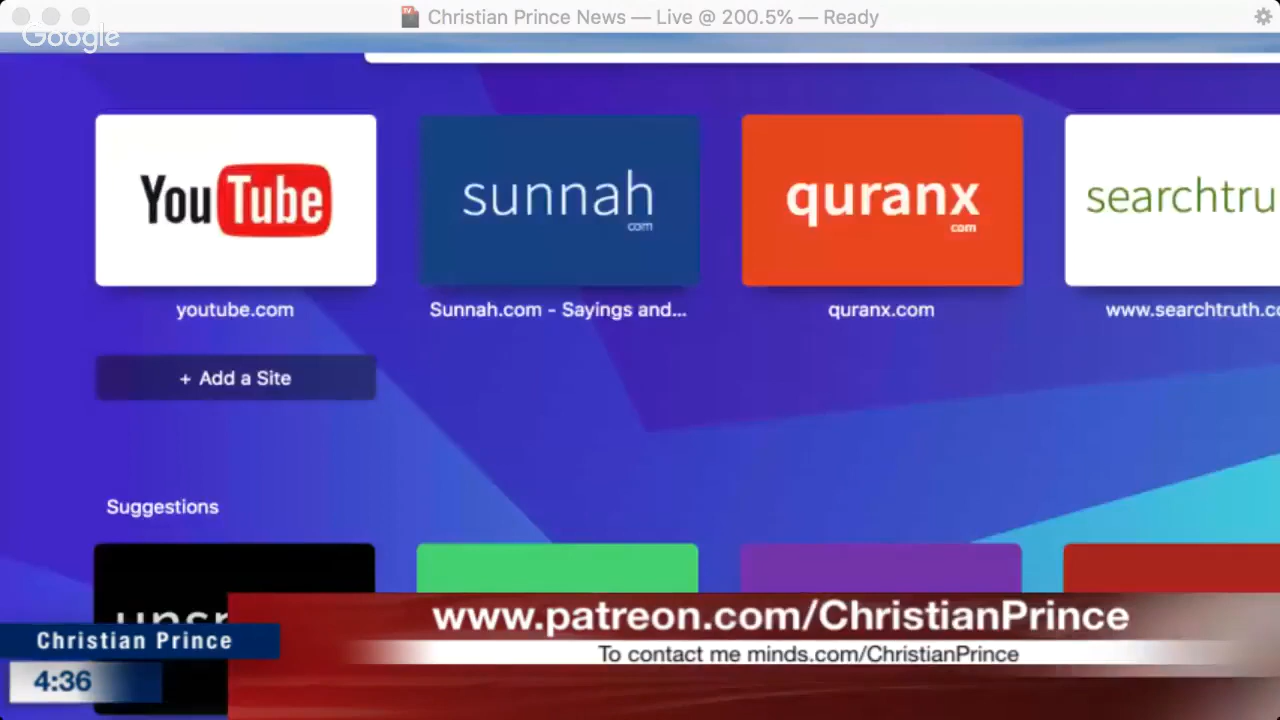 Christian Prince News — Live @ 200.5% — Ready
Google
YouTube
sunnah
com
quranx
com
searchtru
youtube.com
Sunnah.com - Sayings and...
quranx.com
www.searchtruth.co
+ Add a Site
Suggestions
www.patreon.com/ChristianPrince
Christian Prince
To contact me minds.com/ChristianPrince
4:36